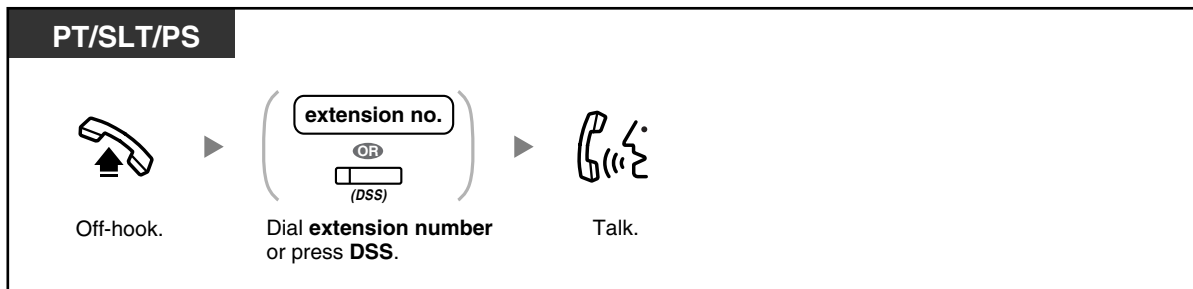 PT/SLT/PS
extension no.
OR
(DSS)
Off-hook.
Dial extension number
or press DSS.
Talk.